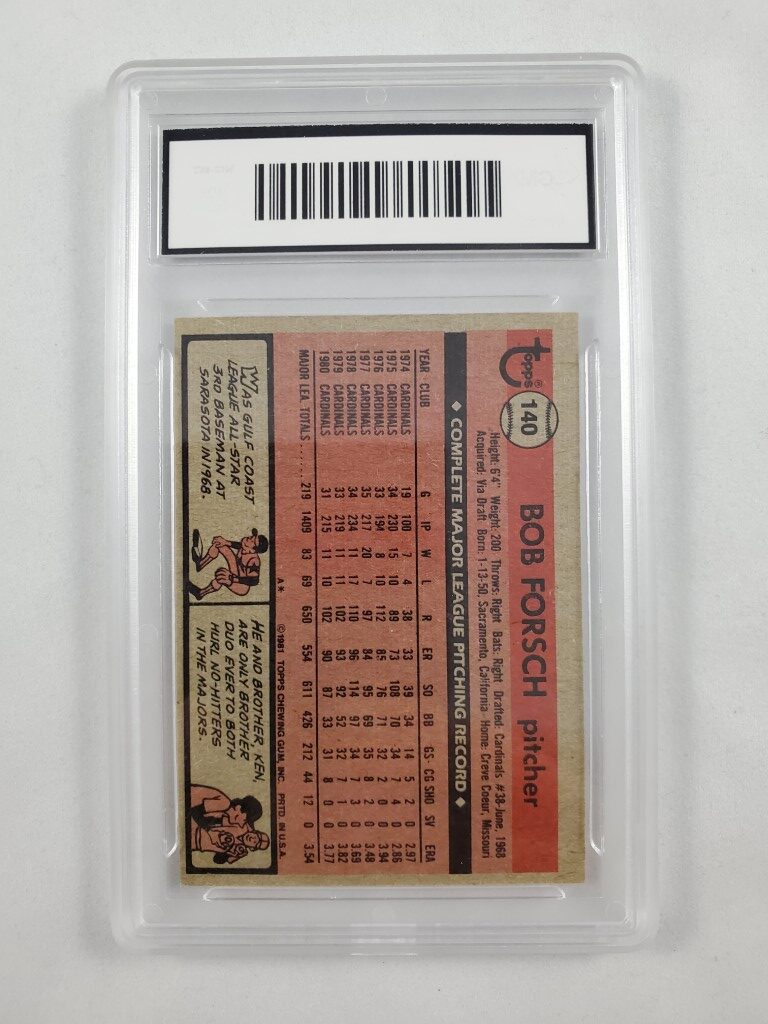 topps®
140
BOB FORSCH pitcher
Height: 6'4" Weight: 200 Throws: Right Bats: Right Drafted: Cardinals #38-June, 1968
Acquired: Via Draft Born: 1-13-50, Sacramento, California Home: Creve Coeur, Missouri
◆ COMPLETE MAJOR LEAGUE PITCHING RECORD ◆
YEAR CLUB G IP W L R ER SO BB GS CG SHO SV ERA
1974 CARDINALS 19 100 7 4 38 33 39 34 14 5 2 0 2.97
1975 CARDINALS 34 230 15 10 89 73 108 70 34 7 4 0 2.86
1976 CARDINALS 33 194 8 10 112 85 76 71 32 2 0 0 3.94
1977 CARDINALS 35 217 20 7 97 84 95 69 35 8 2 0 3.48
1978 CARDINALS 34 234 11 17 110 96 114 97 34 7 3 0 3.69
1979 CARDINALS 33 219 11 11 102 93 92 52 32 7 1 0 3.82
1980 CARDINALS 31 215 11 10 102 90 87 33 31 8 0 0 3.77
MAJOR LEA. TOTALS...... 219 1409 83 69 650 554 611 426 212 44 12 0 3.54
A* ©1981 TOPPS CHEWING GUM, INC. PRTD. IN U.S.A.
WAS GULF COAST
LEAGUE ALL-STAR
3RD BASEMAN AT
SARASOTA IN 1968.
HE AND BROTHER, KEN,
ARE ONLY BROTHER
DUO EVER TO BOTH
HURL NO-HITTERS
IN THE MAJORS.